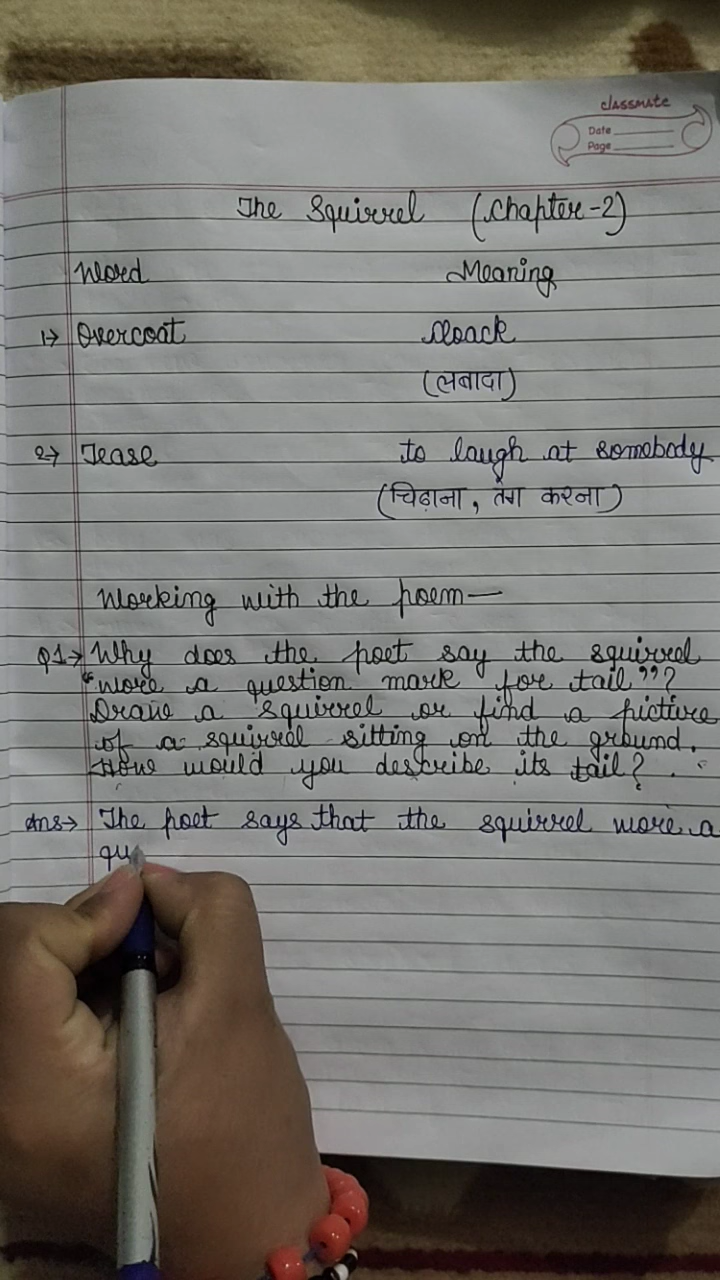 classmate
Date
Page
The Squirrel (Chapter-2)
Word Meaning
1→ Overcoat cloack
(लबादा)
2→ Tease to laugh at somebody
(चिढ़ाना, तंग करना)
Working with the poem—
Q1→ Why does the poet say the squirrel
"wore a question mark for tail"?
Draw a squirrel or find a picture
of a squirrel sitting on the ground.
How would you describe its tail?
Ans→ The poet says that the squirrel wore a
qu